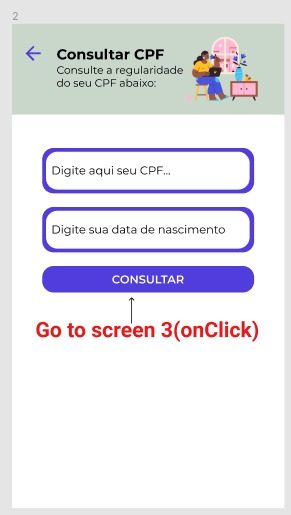 2
Consultar CPF
Consulte a regularidade
do seu CPF abaixo:
Digite aqui seu CPF...
Digite sua data de nascimento
CONSULTAR
Go to screen 3(onClick)